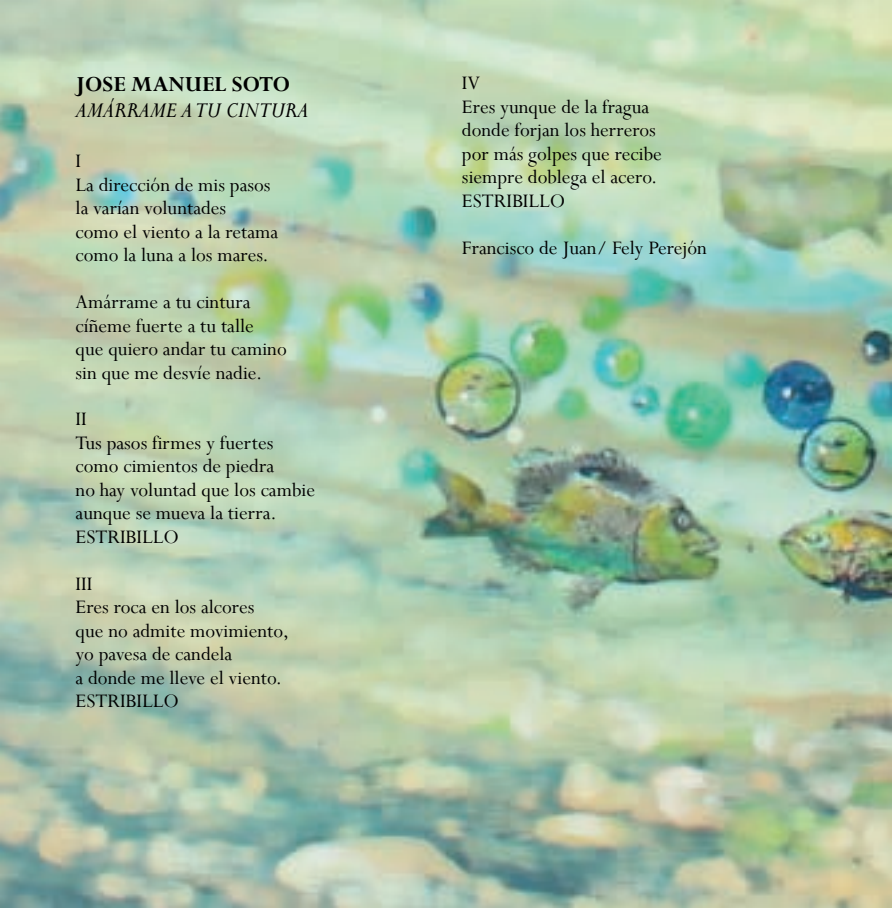 JOSE MANUEL SOTO
AMÁRRAME A TU CINTURA
I
La dirección de mis pasos
la varían voluntades
como el viento a la retama
como la luna a los mares.
Amárrame a tu cintura
cíñeme fuerte a tu talle
que quiero andar tu camino
sin que me desvíe nadie.
II
Tus pasos firmes y fuertes
como cimientos de piedra
no hay voluntad que los cambie
aunque se mueva la tierra.
ESTRIBILLO
III
Eres roca en los alcores
que no admite movimiento,
yo pavesa de candela
a donde me lleve el viento.
ESTRIBILLO
IV
Eres yunque de la fragua
donde forjan los herreros
por más golpes que recibe
siempre doblega el acero.
ESTRIBILLO
Francisco de Juan/ Fely Perejón